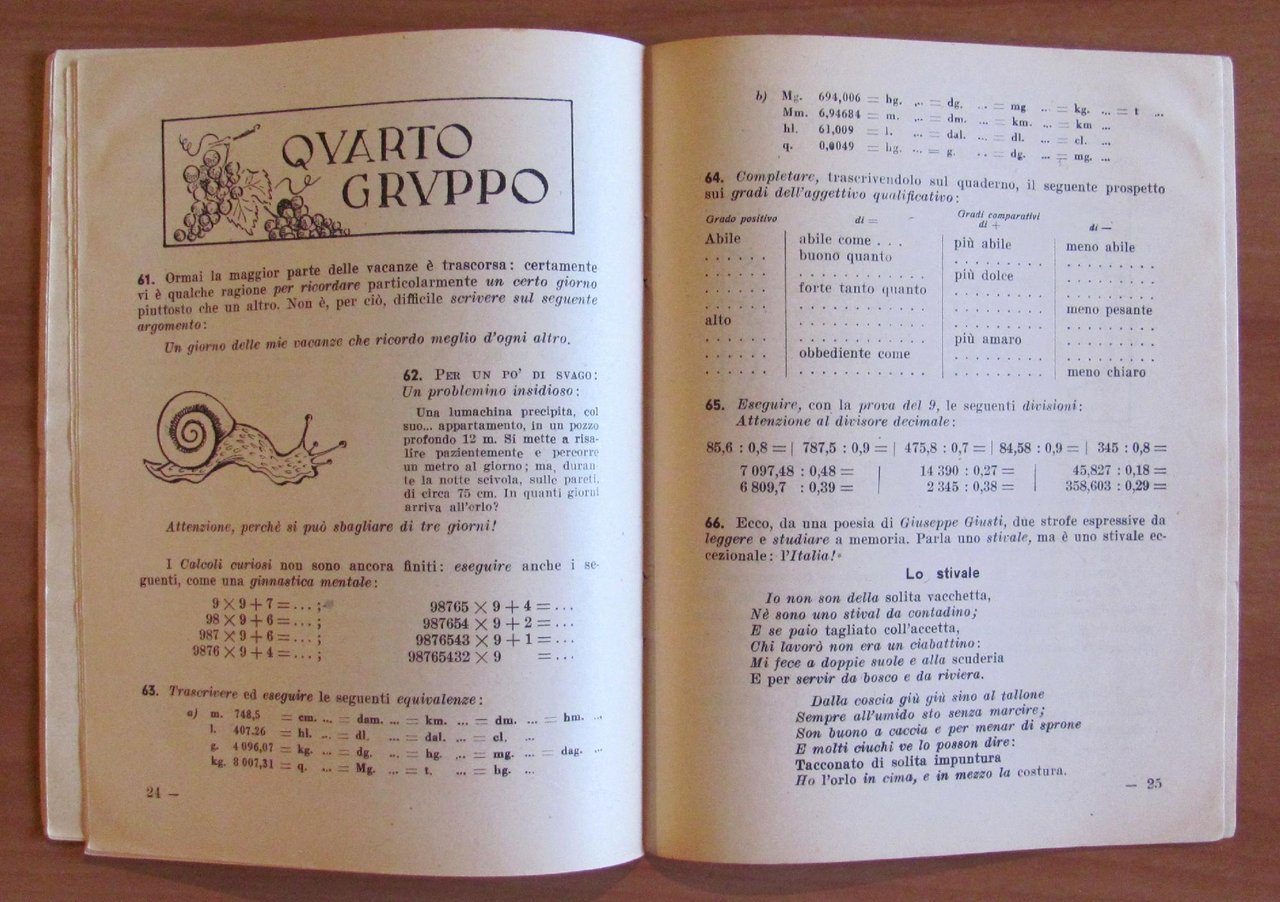 QVARTO
GRVPPO
61. Ormai la maggior parte delle vacanze è trascorsa: certamente
vi è qualche ragione per ricordare particolarmente un certo giorno
piuttosto che un altro. Non è, per ciò, difficile scrivere sul seguente
argomento:
Un giorno delle mie vacanze che ricordo meglio d'ogni altro.
62. PER UN PO' DI SVAGO:
Un problemino insidioso:
Una lumachina precipita, col
suo... appartamento, in un pozzo
profondo 12 m. Si mette a risa-
lire pazientemente e percorre
un metro al giorno; ma, duran-
te la notte scivola, sulle pareti,
di circa 75 cm. In quanti giorni
arriva all'orlo?
Attenzione, perchè si può sbagliare di tre giorni!
I Calcoli curiosi non sono ancora finiti: eseguire anche i se-
guenti, come una ginnastica mentale:
9 × 9 + 7 = ... ; 98765 × 9 + 4 = ...
98 × 9 + 6 = ... ; 987654 × 9 + 2 = ...
987 × 9 + 6 = ... ; 9876543 × 9 + 1 = ...
9876 × 9 + 4 = ... ; 98765432 × 9 = ...
63. Trascrivere ed eseguire le seguenti equivalenze:
a) m. 748,5 = cm. ... = dam. ... = km. ... = dm. ... = hm. ...
l. 407.26 = hl. ... = dl. ... = dal. ... = cl. ...
g. 4 096,07 = kg. ... = dg. ... = hg. ... = mg. ... = dag. ...
kg. 8 007,31 = q. ... = Mg. ... = t. ... = hg. ...
24 —
b) Mg. 694,006 = hg. ... = dg. ... = mg ... = kg. ... = t ...
Mm. 6,94684 = m. ... = dm. ... = km. ... = km ...
hl. 61,009 = l. ... = dal. ... = dl. ... = cl. ...
q. 0,0049 = hg. ... = g. ... = dg. ... = mg. ...
64. Completare, trascrivendolo sul quaderno, il seguente prospetto
sui gradi dell'aggettivo qualificativo:
Grado positivo di = Gradi comparativi di + di —
Abile abile come . . . più abile meno abile
. . . . . . buono quanto . . . . . . . . . . . . . . . . . .
. . . . . . . . . . . . . . . . . . più dolce . . . . . . . . .
. . . . . . forte tanto quanto . . . . . . . . . . . . . . . . . .
. . . . . . . . . . . . . . . . . . . . . . . . . . . meno pesante
alto . . . . . . . . . . . . . . . . . . . . . . . . . . . . . .
. . . . . . . . . . . . . . . . . . più amaro . . . . . . . . .
. . . . . . obbediente come . . . . . . . . . . . . . . . . . .
. . . . . . . . . . . . . . . . . . . . . . . . . . . meno chiaro
65. Eseguire, con la prova del 9, le seguenti divisioni:
Attenzione al divisore decimale:
85,6 : 0,8 = | 787,5 : 0,9 = | 475,8 : 0,7 = | 84,58 : 0,9 = | 345 : 0,8 =
7 097,48 : 0,48 = | 14 390 : 0,27 = | 45,827 : 0,18 =
6 809,7 : 0,39 = | 2 345 : 0,38 = | 358,603 : 0,29 =
66. Ecco, da una poesia di Giuseppe Giusti, due strofe espressive da
leggere e studiare a memoria. Parla uno stivale, ma è uno stivale ec-
cezionale: l'Italia!
Lo stivale
Io non son della solita vacchetta,
Nè sono uno stival da contadino;
E se paio tagliato coll'accetta,
Chi lavorò non era un ciabattino:
Mi fece a doppie suole e alla scuderia
E per servir da bosco e da riviera.
Dalla coscia giù giù sino al tallone
Sempre all'umido sto senza marcire;
Son buono a caccia e per menar di sprone
E molti ciuchi ve lo posson dire:
Tacconato di solita impuntura
Ho l'orlo in cima, e in mezzo la costura.
— 25